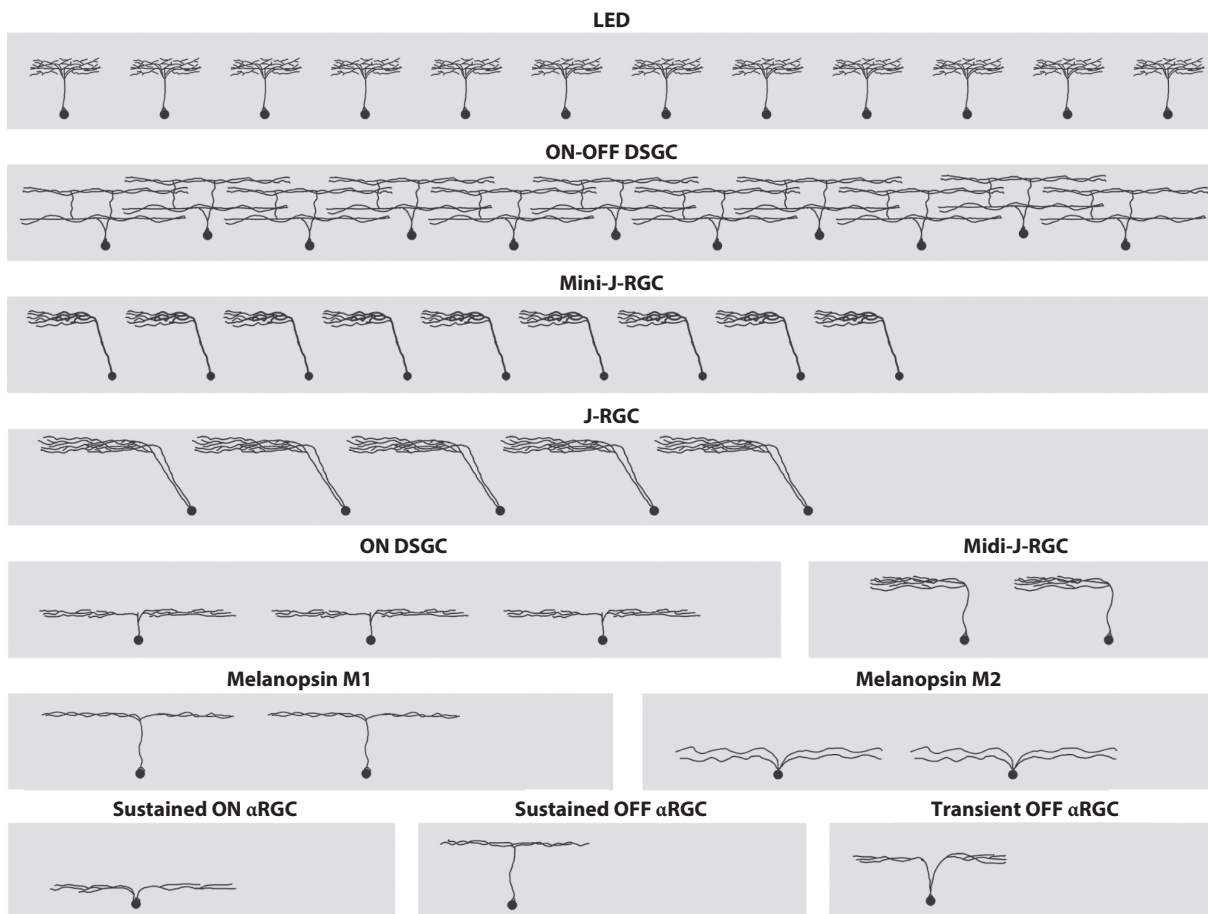 LED
ON-OFF DSGC
Mini-J-RGC
J-RGC
ON DSGC
Midi-J-RGC
Melanopsin M1
Melanopsin M2
Sustained ON αRGC
Sustained OFF αRGC
Transient OFF αRGC